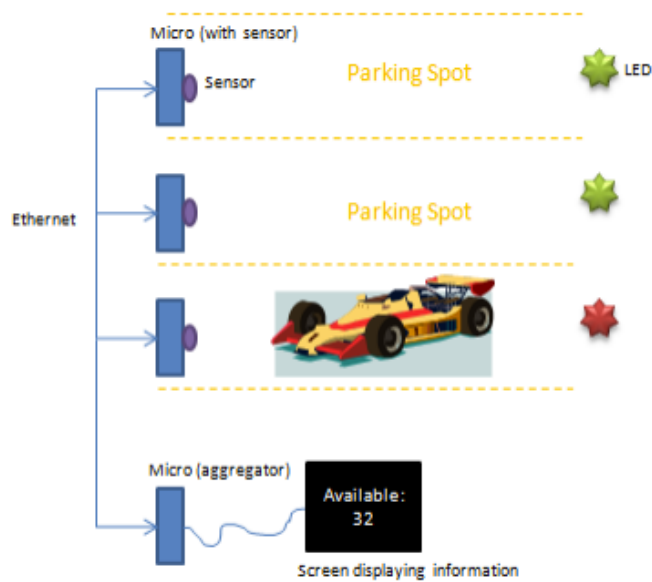 Micro (with sensor)
Sensor
Parking Spot
LED
Ethernet
Parking Spot
Micro (aggregator)
Available:
32
Screen displaying information